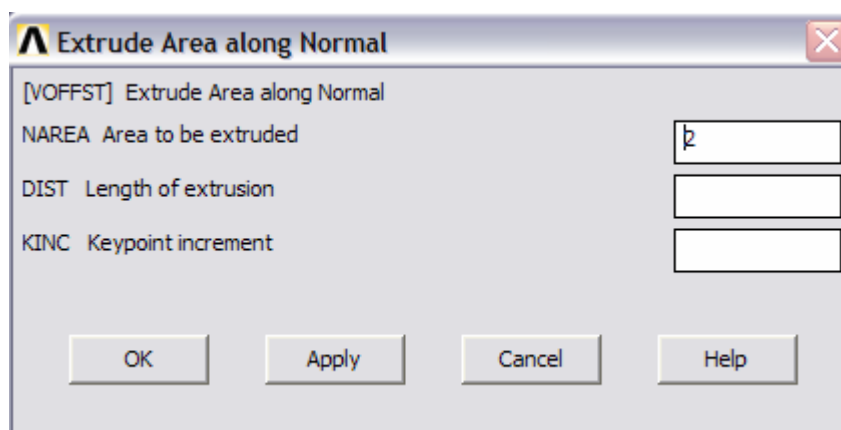 Extrude Area along Normal
[VOFFST] Extrude Area along Normal
NAREA Area to be extruded 2
DIST Length of extrusion
KINC Keypoint increment
OK Apply Cancel Help